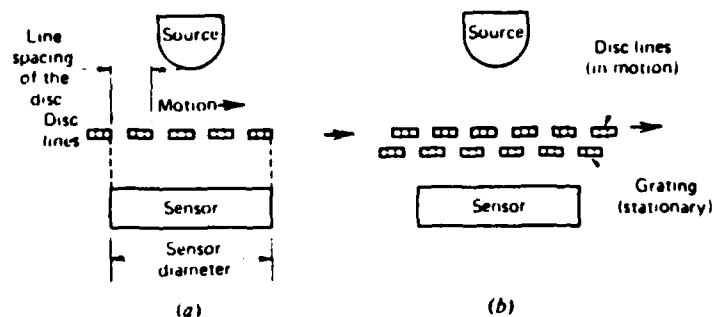 Line
spacing
of the
disc
Disc
lines
Source
Motion
Sensor
Sensor
diameter
(a)
Source
Disc lines
(in motion)
Sensor
Grating
(stationary)
(b)